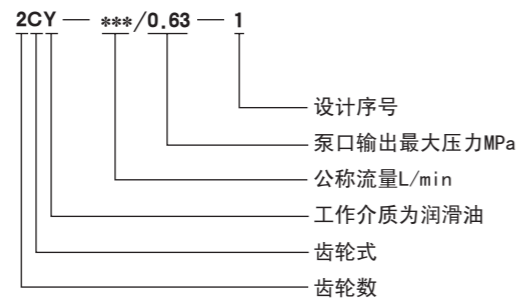 2CY — ***/0.63 — 1
设计序号
泵口输出最大压力MPa
公称流量L/min
工作介质为润滑油
齿轮式
齿轮数